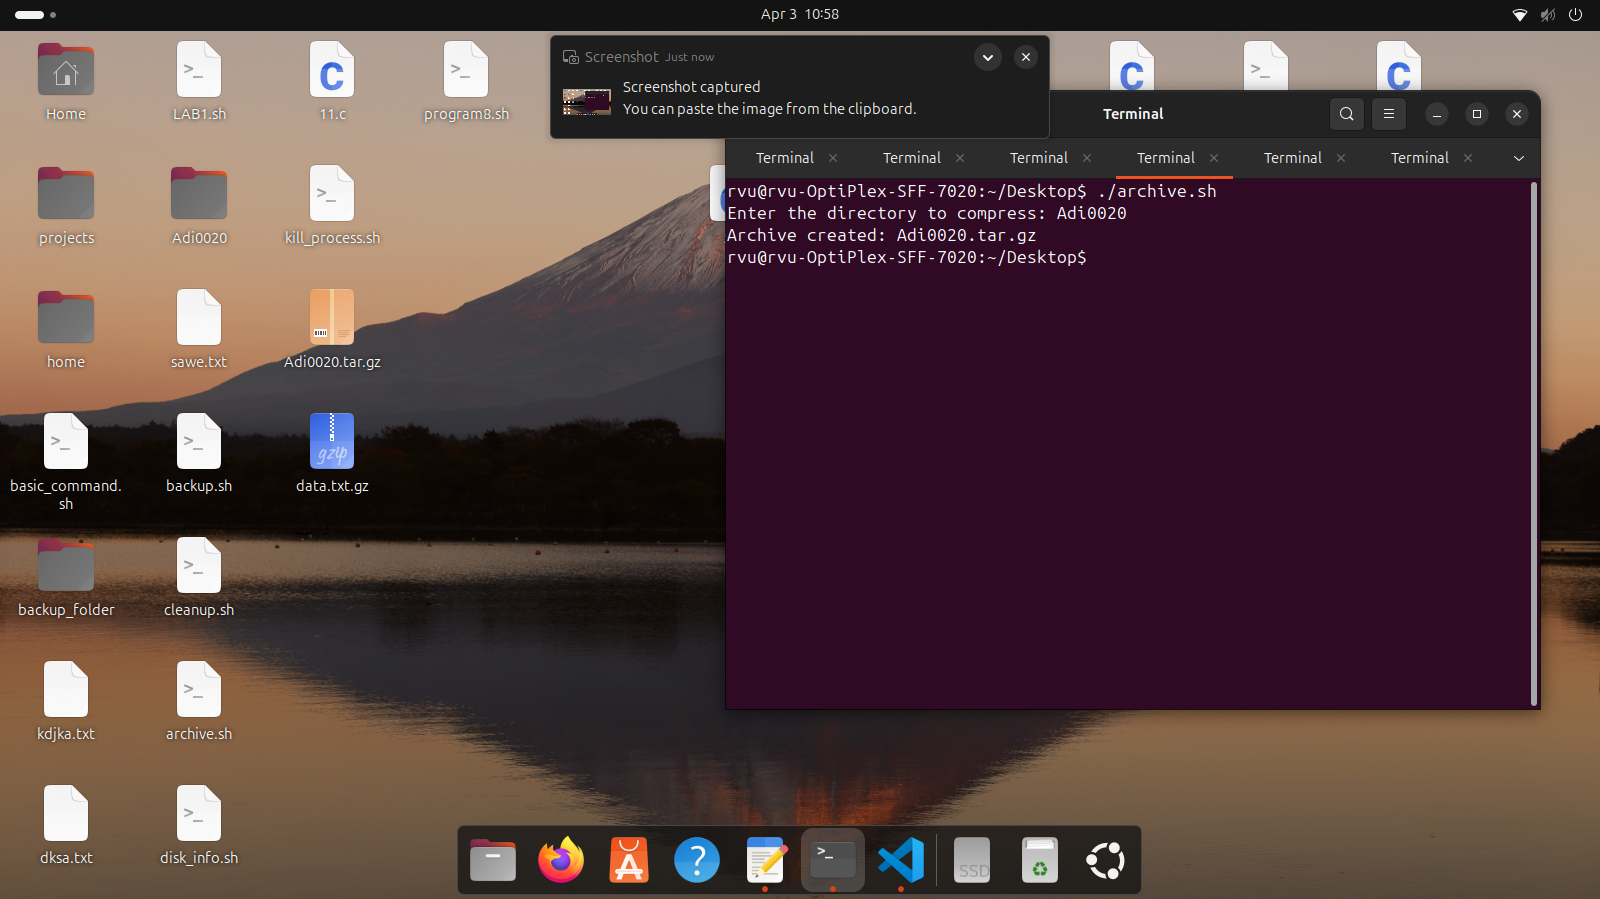 Apr 3 10:58
Screenshot Just now
Screenshot captured
You can paste the image from the clipboard.
Home
LAB1.sh
11.c
program8.sh
projects
Adi0020
kill_process.sh
home
sawe.txt
Adi0020.tar.gz
basic_command.
sh
backup.sh
gzip
data.txt.gz
backup_folder
cleanup.sh
kdjka.txt
archive.sh
dksa.txt
disk_info.sh
Terminal
Terminal Terminal Terminal Terminal Terminal Terminal
rvu@rvu-OptiPlex-SFF-7020:~/Desktop$ ./archive.sh
Enter the directory to compress: Adi0020
Archive created: Adi0020.tar.gz
rvu@rvu-OptiPlex-SFF-7020:~/Desktop$
SSD